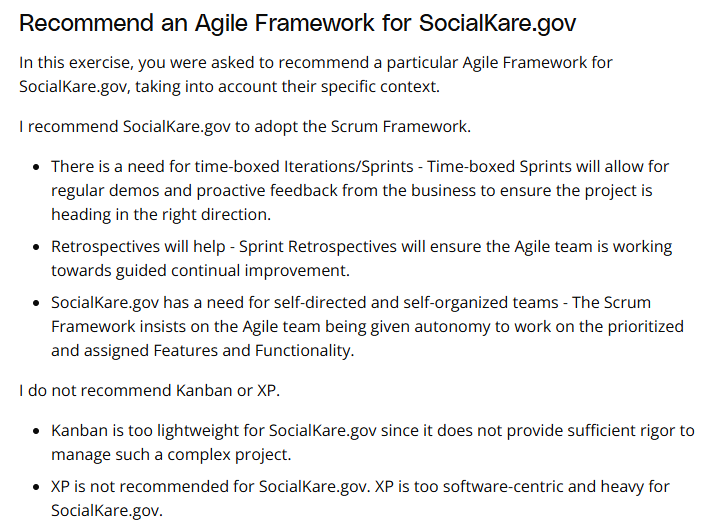 Recommend an Agile Framework for SocialKare.gov
In this exercise, you were asked to recommend a particular Agile Framework for
SocialKare.gov, taking into account their specific context.
I recommend SocialKare.gov to adopt the Scrum Framework.
• There is a need for time-boxed Iterations/Sprints - Time-boxed Sprints will allow for
regular demos and proactive feedback from the business to ensure the project is
heading in the right direction.
• Retrospectives will help - Sprint Retrospectives will ensure the Agile team is working
towards guided continual improvement.
• SocialKare.gov has a need for self-directed and self-organized teams - The Scrum
Framework insists on the Agile team being given autonomy to work on the prioritized
and assigned Features and Functionality.
I do not recommend Kanban or XP.
• Kanban is too lightweight for SocialKare.gov since it does not provide sufficient rigor to
manage such a complex project.
• XP is not recommended for SocialKare.gov. XP is too software-centric and heavy for
SocialKare.gov.